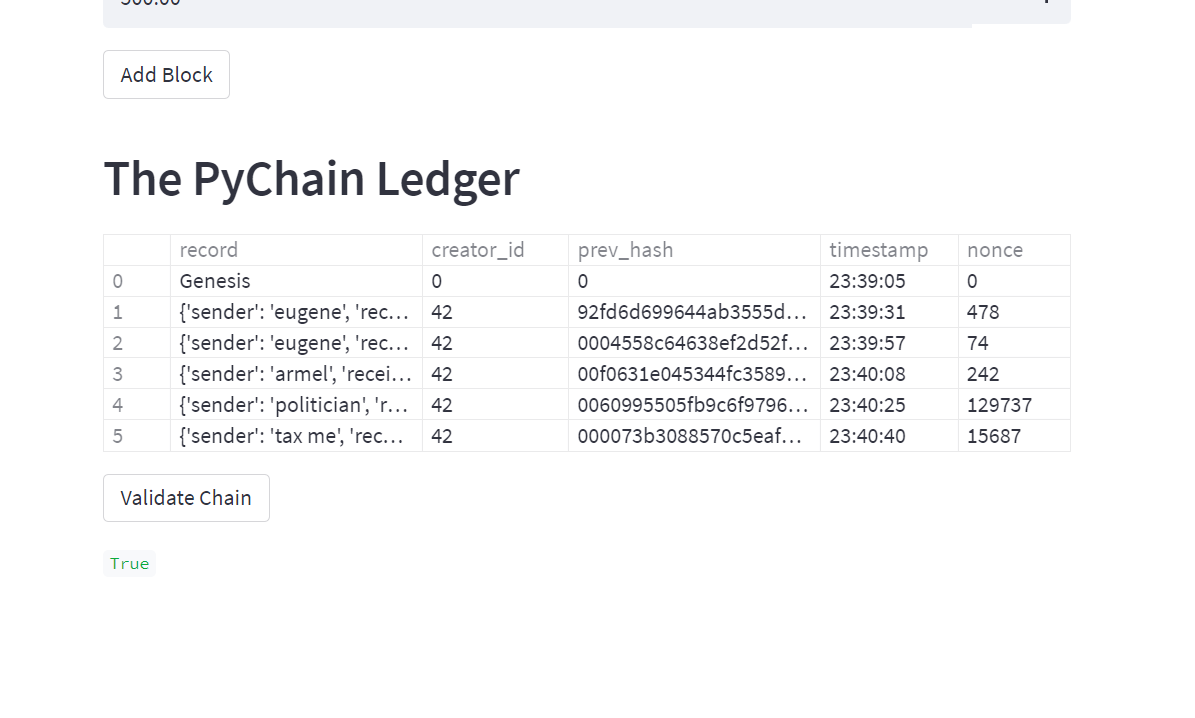 500.00
Add Block
The PyChain Ledger
record creator_id prev_hash timestamp nonce
0 Genesis 0 0 23:39:05 0
1 {'sender': 'eugene', 'rec... 42 92fd6d699644ab3555d... 23:39:31 478
2 {'sender': 'eugene', 'rec... 42 0004558c64638ef2d52f... 23:39:57 74
3 {'sender': 'armel', 'recei... 42 00f0631e045344fc3589... 23:40:08 242
4 {'sender': 'politician', 'r... 42 0060995505fb9c6f9796... 23:40:25 129737
5 {'sender': 'tax me', 'rec... 42 000073b3088570c5eaf... 23:40:40 15687
Validate Chain
True